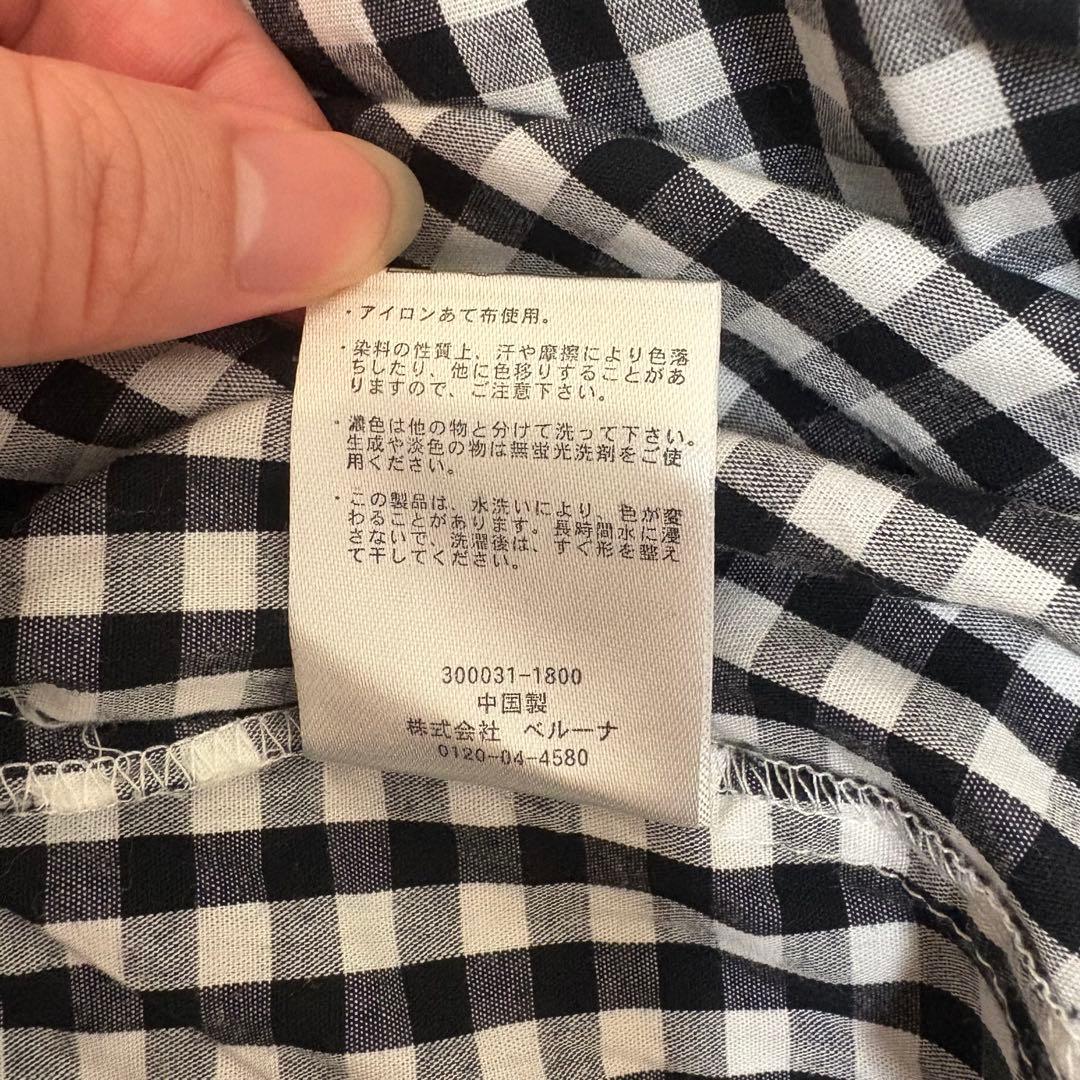 ・アイロンあて布使用。
・染料の性質上、汗や摩擦により色落
ちしたり、他に色移りすることがあ
りますので、ご注意下さい。
・濃色は他の物と分けて洗って下さい。
生成や淡色の物は無蛍光洗剤をご使
用ください。
・この製品は、水洗いにより、色が変
わることがあります。長時間水に浸
さないで、洗濯後は、すぐ形を整え
て干してください。
300031-1800
中国製
株式会社 ベルーナ
0120-04-4580